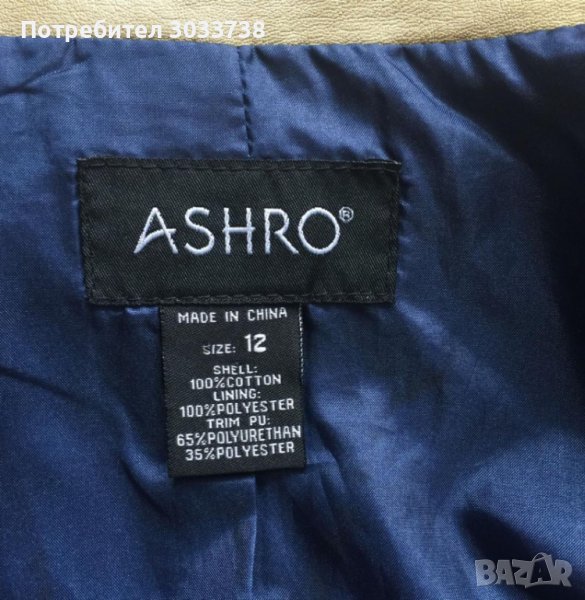 Потребител 3033738
ASHRO®
MADE IN CHINA
SIZE: 12
SHELL:
100%COTTON
LINING:
100%POLYESTER
TRIM PU:
65%POLYURETHAN
35%POLYESTER
BAZAR